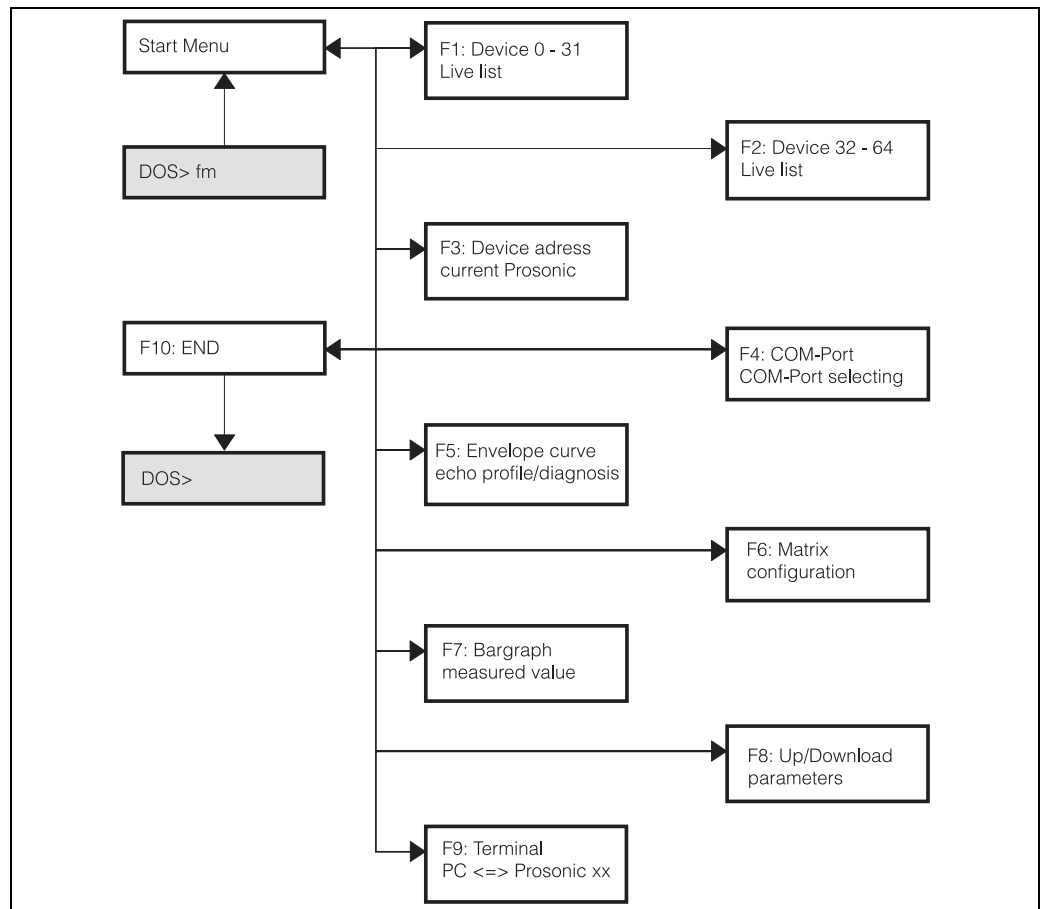 Start Menu
F1: Device 0 - 31
Live list
F2: Device 32 - 64
Live list
DOS> fm
F3: Device adress
current Prosonic
F10: END
F4: COM-Port
COM-Port selecting
F5: Envelope curve
echo profile/diagnosis
DOS>
F6: Matrix
configuration
F7: Bargraph
measured value
F8: Up/Download
parameters
F9: Terminal
PC <=> Prosonic xx